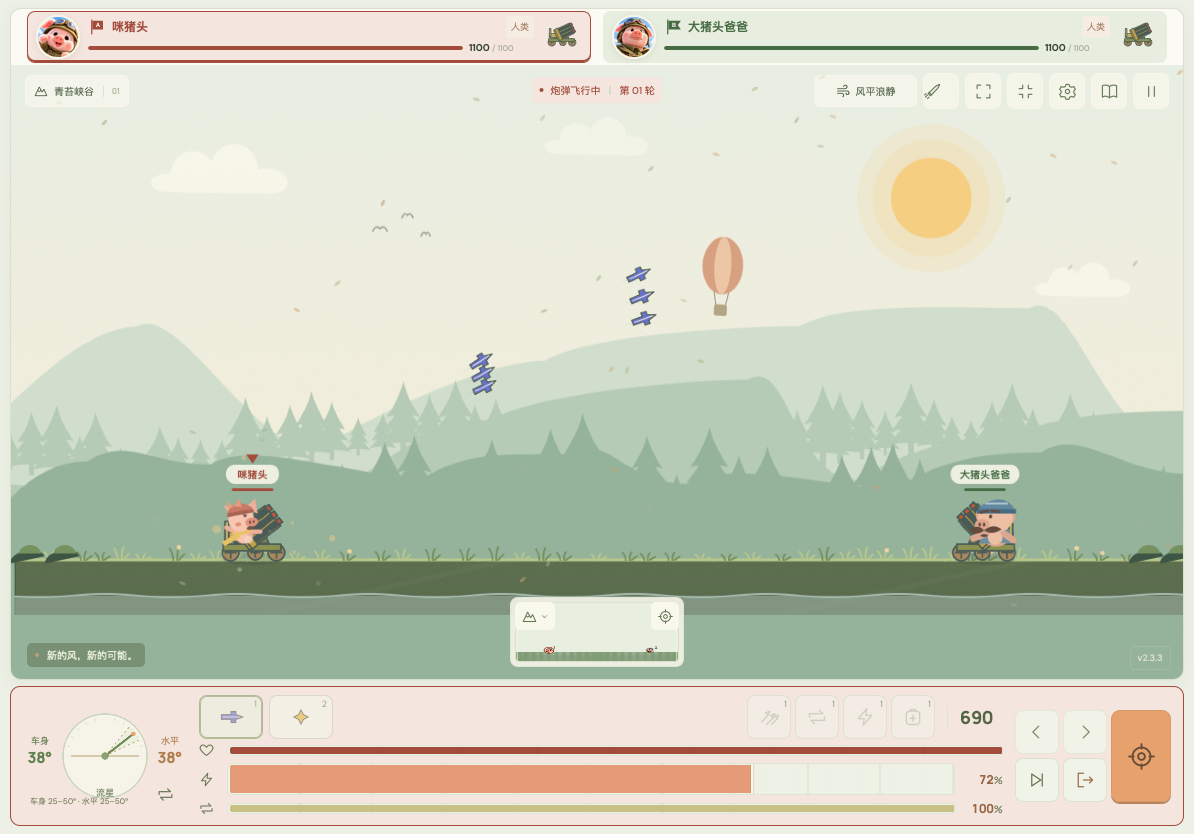 咪猪头
人类
1100 / 1100
大猪头爸爸
人类
1100 / 1100
青苔峡谷 01
炮弹飞行中 第 01 轮
风平浪静
咪猪头
大猪头爸爸
新的风，新的可能。
v2.3.3
车身
38°
水平
38°
流星
车身 25–50° · 水平 25–50°
1
2
1
1
1
1
690
72%
100%